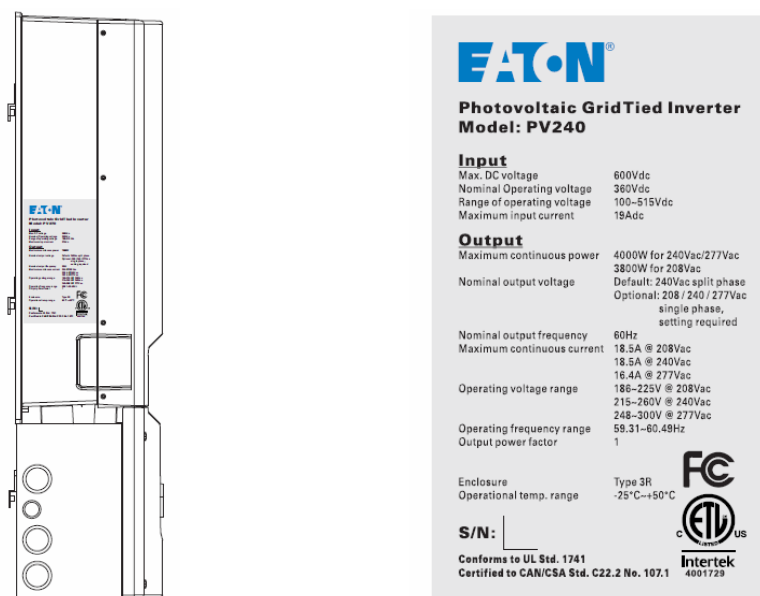 EATON®
Photovoltaic GridTied Inverter
Model: PV240
Input
Max. DC voltage 600Vdc
Nominal Operating voltage 360Vdc
Range of operating voltage 100~515Vdc
Maximum input current 19Adc
Output
Maximum continuous power 4000W for 240Vac/277Vac
3800W for 208Vac
Nominal output voltage Default: 240Vac split phase
Optional: 208 / 240 / 277Vac
single phase,
setting required
Nominal output frequency 60Hz
Maximum continuous current 18.5A @ 208Vac
18.5A @ 240Vac
16.4A @ 277Vac
Operating voltage range 186~225V @ 208Vac
215~260V @ 240Vac
248~300V @ 277Vac
Operating frequency range 59.31~60.49Hz
Output power factor 1
FC
Enclosure Type 3R
Operational temp. range -25°C~+50°C
S/N:
C ETL US
LISTED
Intertek
4001729
Conforms to UL Std. 1741
Certified to CAN/CSA Std. C22.2 No. 107.1
EATON